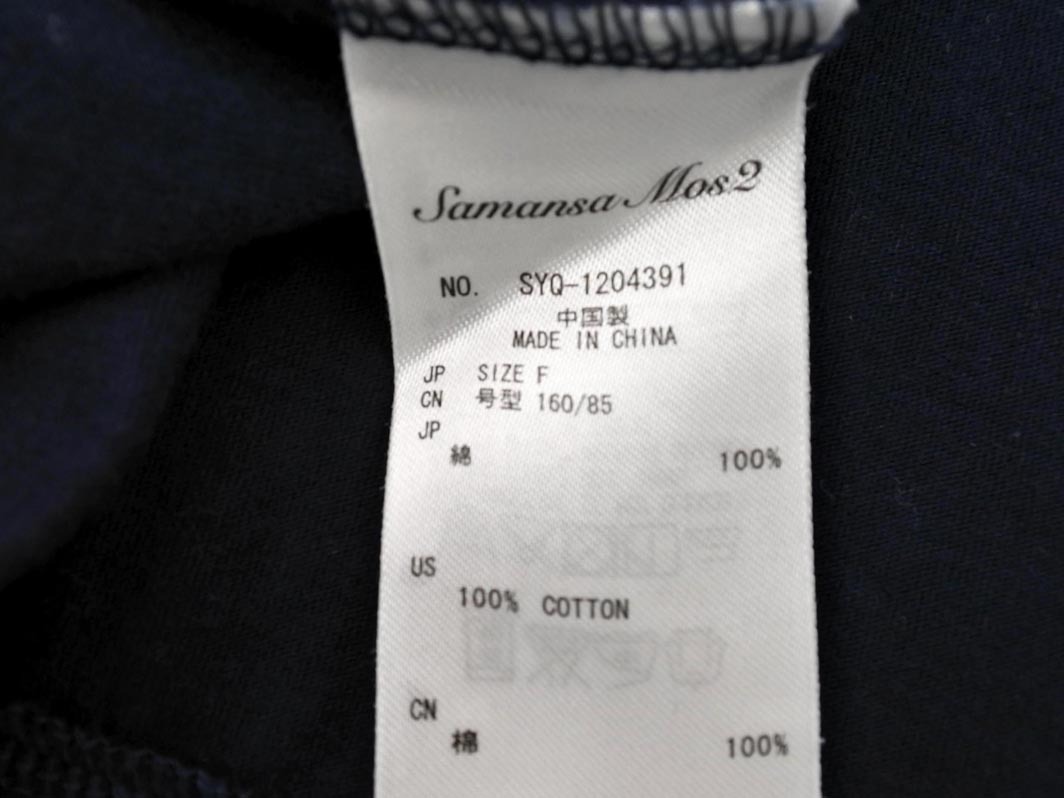 Samansa Mos2
NO. SYQ-1204391
中国製
MADE IN CHINA
JP SIZE F
CN 号型 160/85
JP
綿 100%
US
100% COTTON
CN
棉 100%